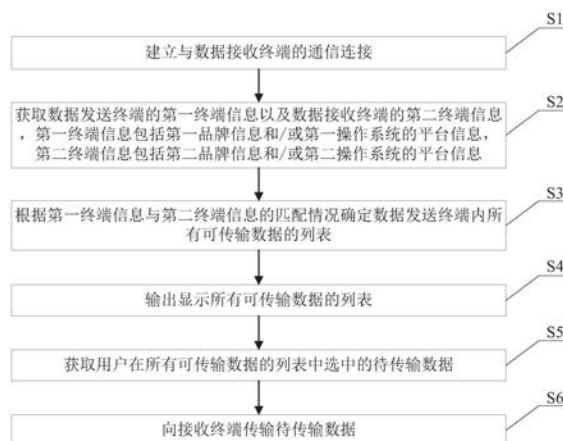 S1
建立与数据接收终端的通信连接
S2
获取数据发送终端的第一终端信息以及数据接收终端的第二终端信息
，第一终端信息包括第一品牌信息和/或第一操作系统的平台信息，
第二终端信息包括第二品牌信息和/或第二操作系统的平台信息
S3
根据第一终端信息与第二终端信息的匹配情况确定数据发送终端内所
有可传输数据的列表
S4
输出显示所有可传输数据的列表
S5
获取用户在所有可传输数据的列表中选中的待传输数据
S6
向接收终端传输待传输数据